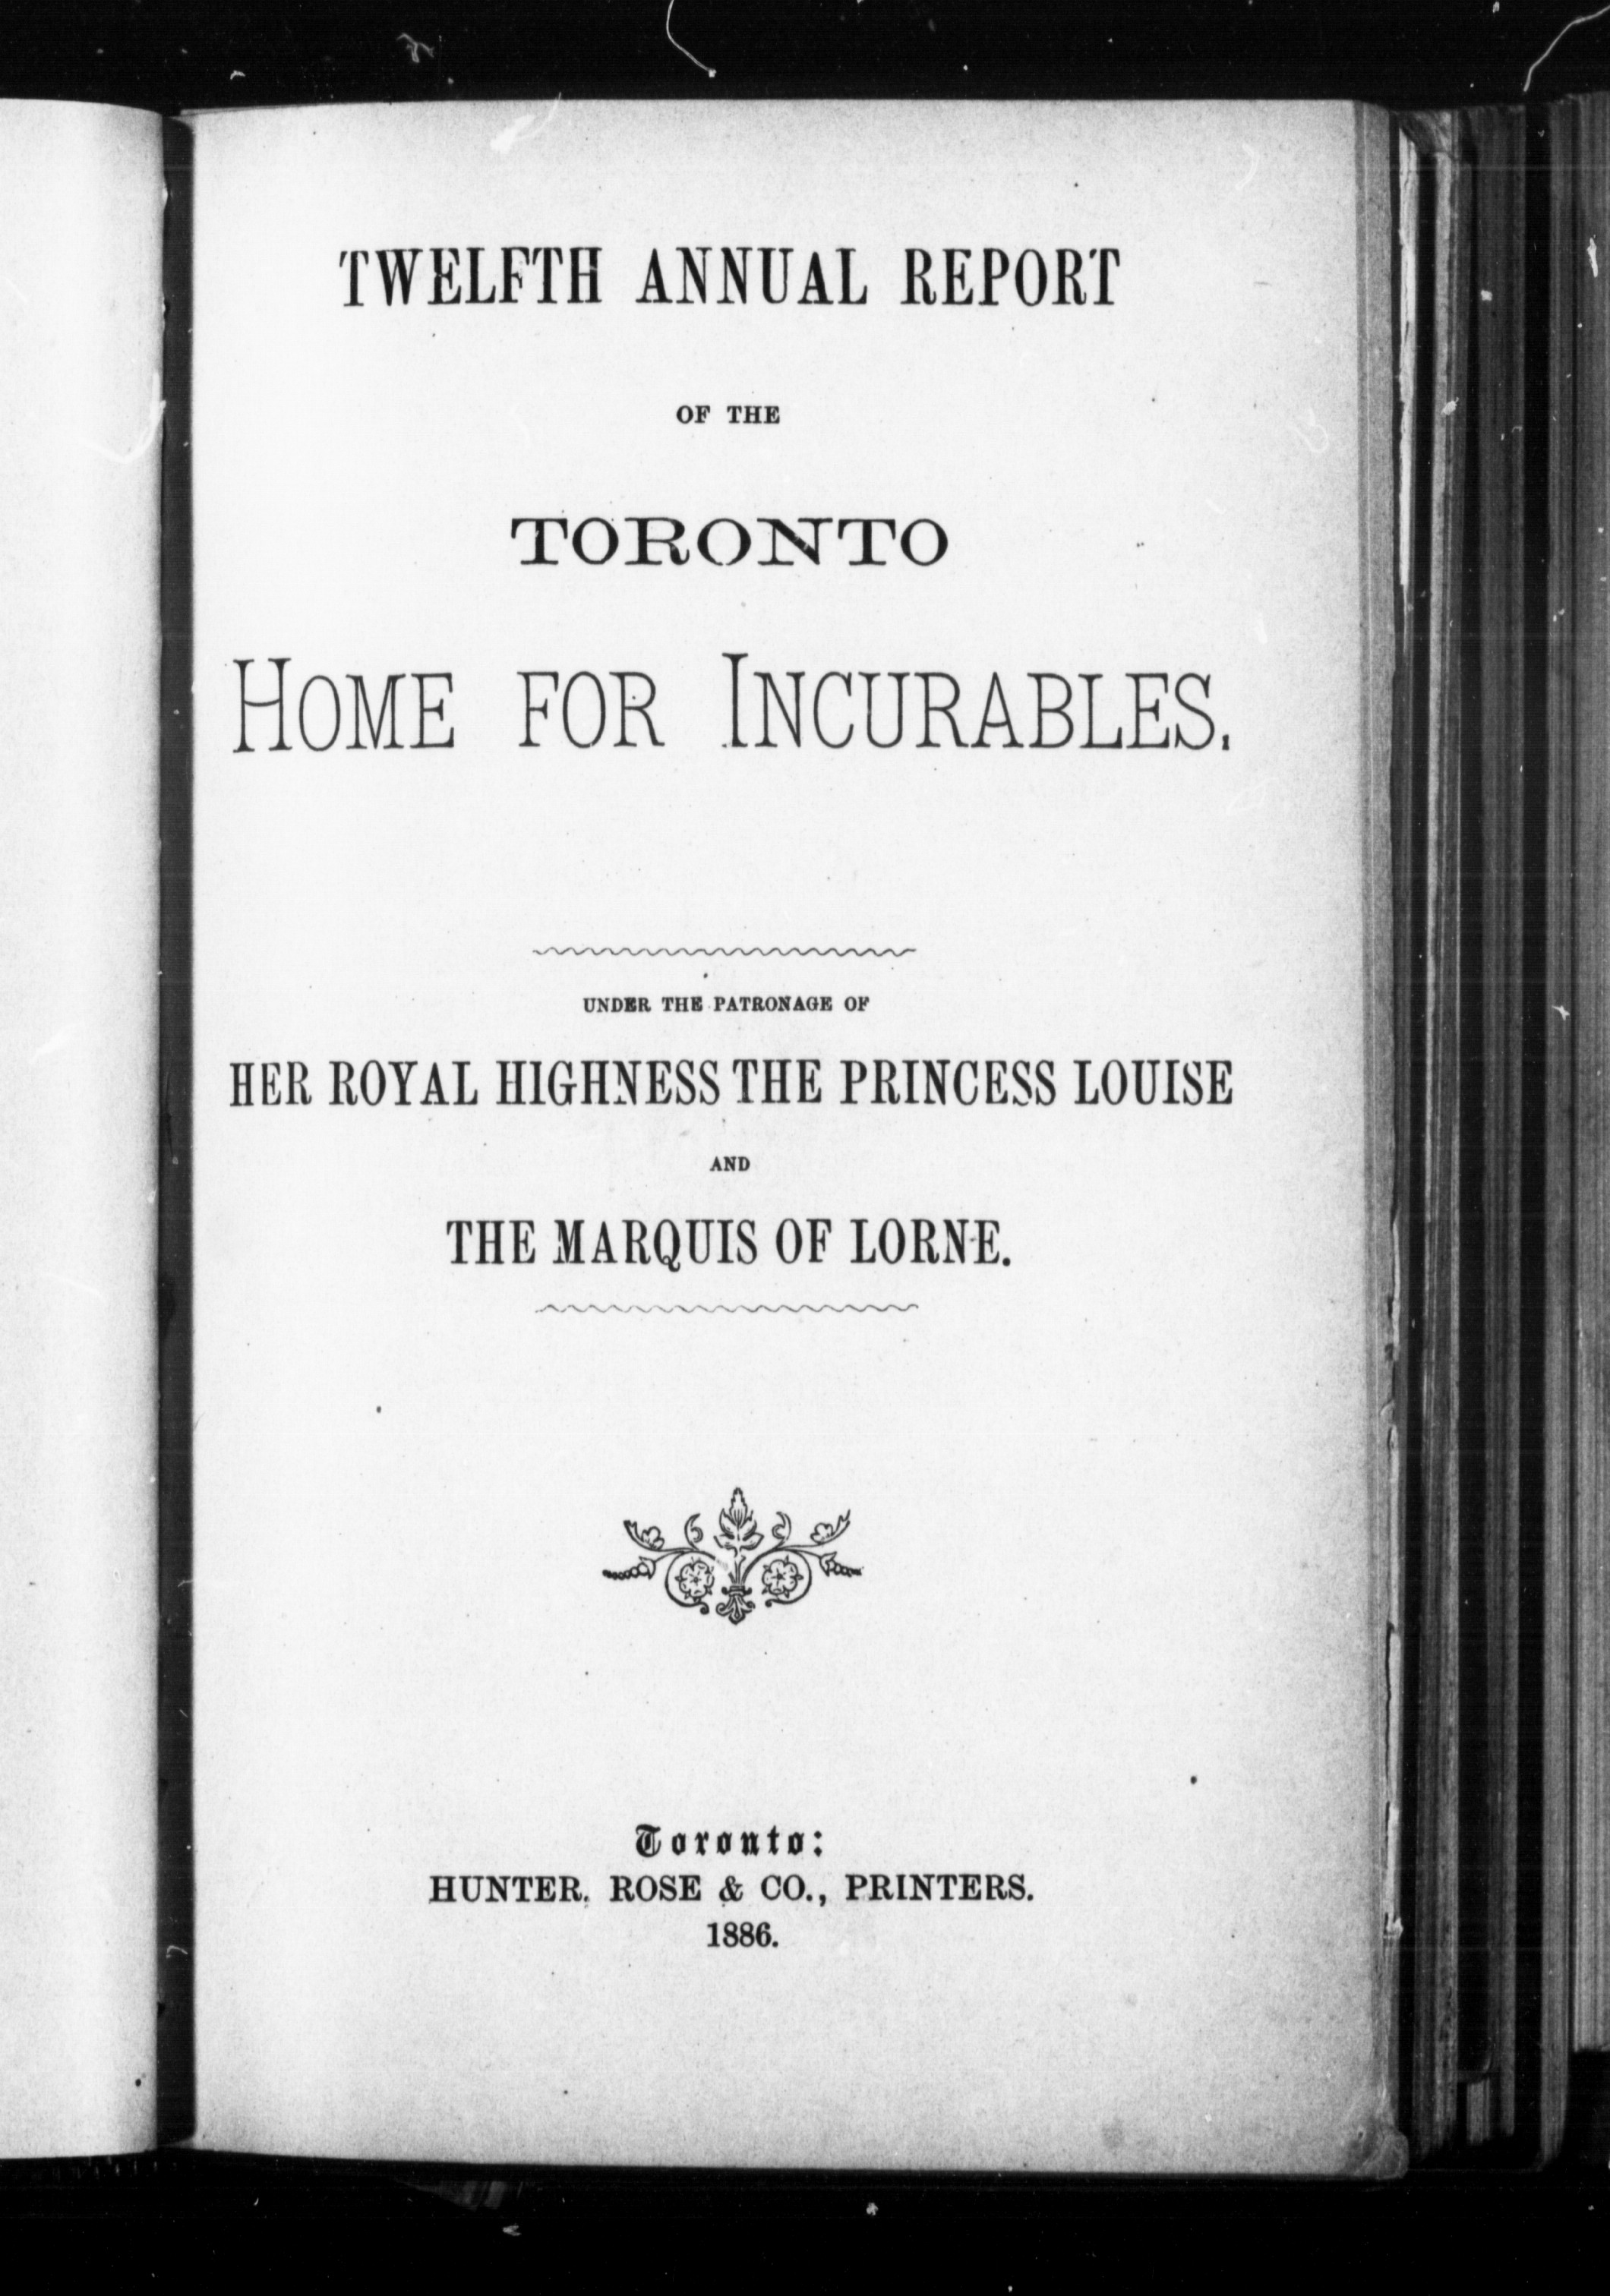 TWELFTH ANNUAL REPORT
OF THE
TORONTO
HOME FOR INCURABLES.
UNDER THE PATRONAGE OF
HER ROYAL HIGHNESS THE PRINCESS LOUISE
AND
THE MARQUIS OF LORNE.
Toronto:
HUNTER, ROSE & CO., PRINTERS.
1886.